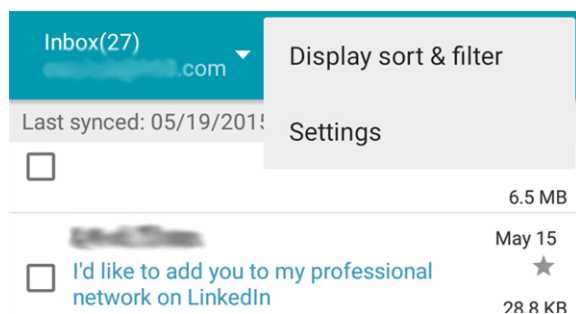 Inbox(27)
.com
Display sort & filter
Last synced: 05/19/2015
Settings
6.5 MB
May 15
I'd like to add you to my professional
network on LinkedIn
28.8 KB